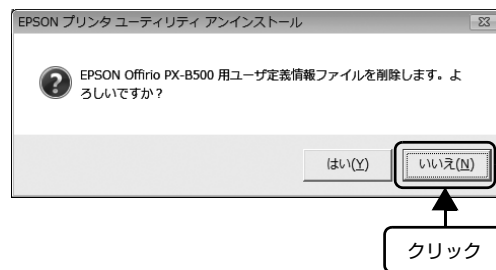 EPSON プリンタ ユーティリティ アンインストール
EPSON Offirio PX-B500 用ユーザ定義情報ファイルを削除します。よ
ろしいですか？
はい(Y)
いいえ(N)
クリック